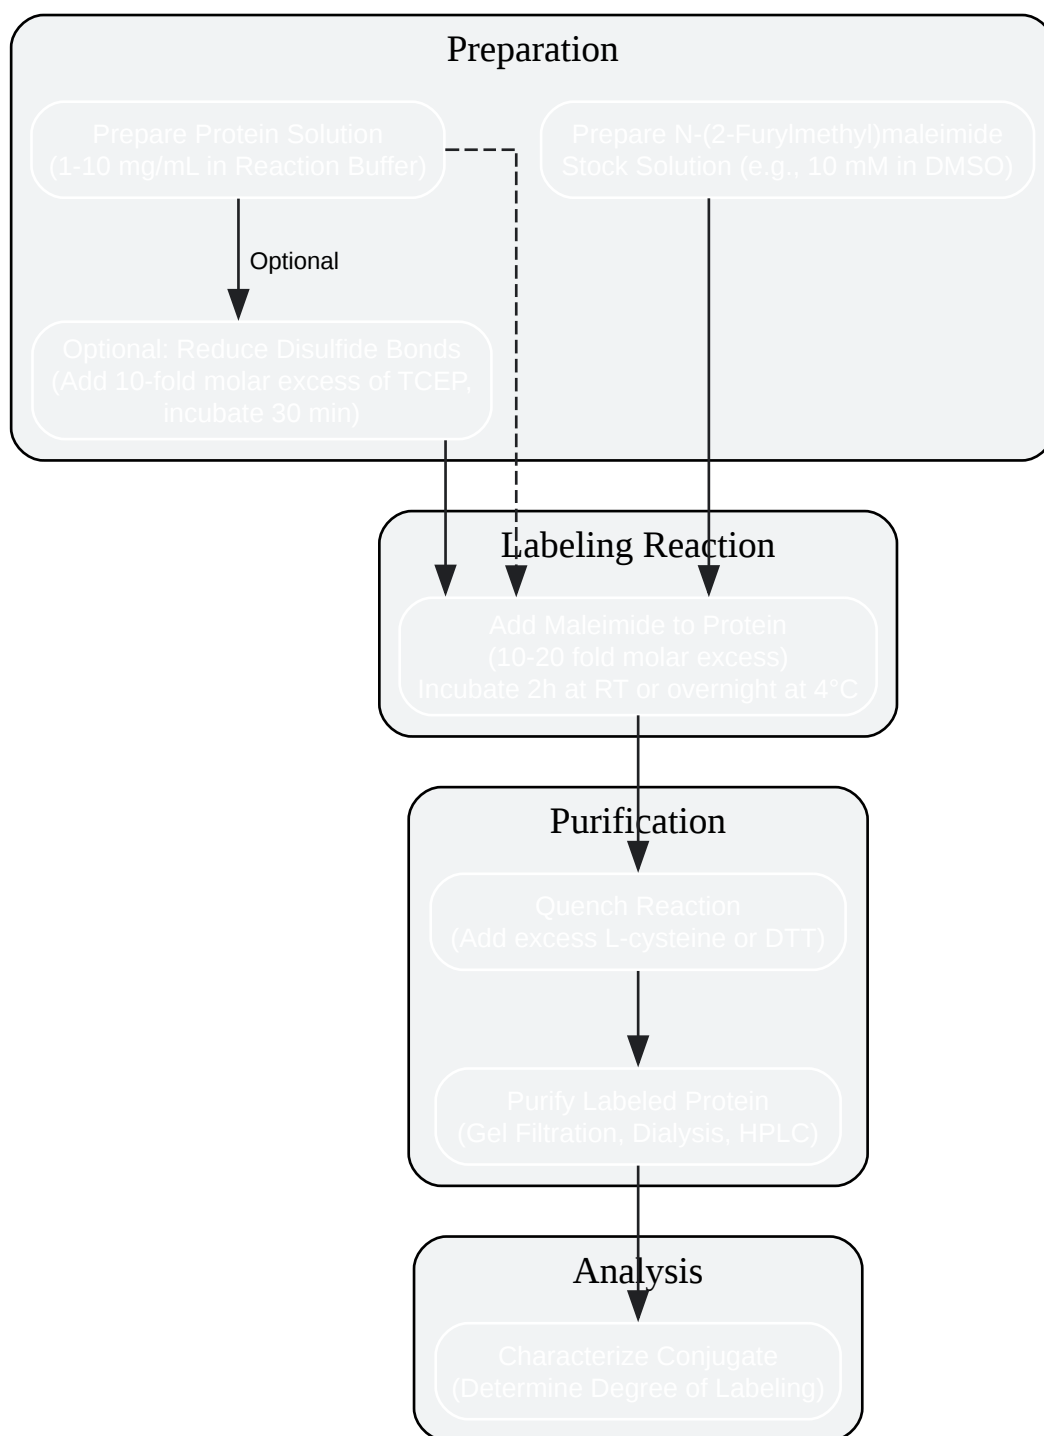 Preparation
Prepare Protein Solution
(1-10 mg/mL in Reaction Buffer)
Prepare N-(2-Furylmethyl)maleimide
Stock Solution (e.g., 10 mM in DMSO)
Optional
Optional: Reduce Disulfide Bonds
(Add 10-fold molar excess of TCEP,
incubate 30 min)
Labeling Reaction
Add Maleimide to Protein
(10-20 fold molar excess)
Incubate 2h at RT or overnight at 4°C
Purification
Quench Reaction
(Add excess L-cysteine or DTT)
Purify Labeled Protein
(Gel Filtration, Dialysis, HPLC)
Analysis
Characterize Conjugate
(Determine Degree of Labeling)